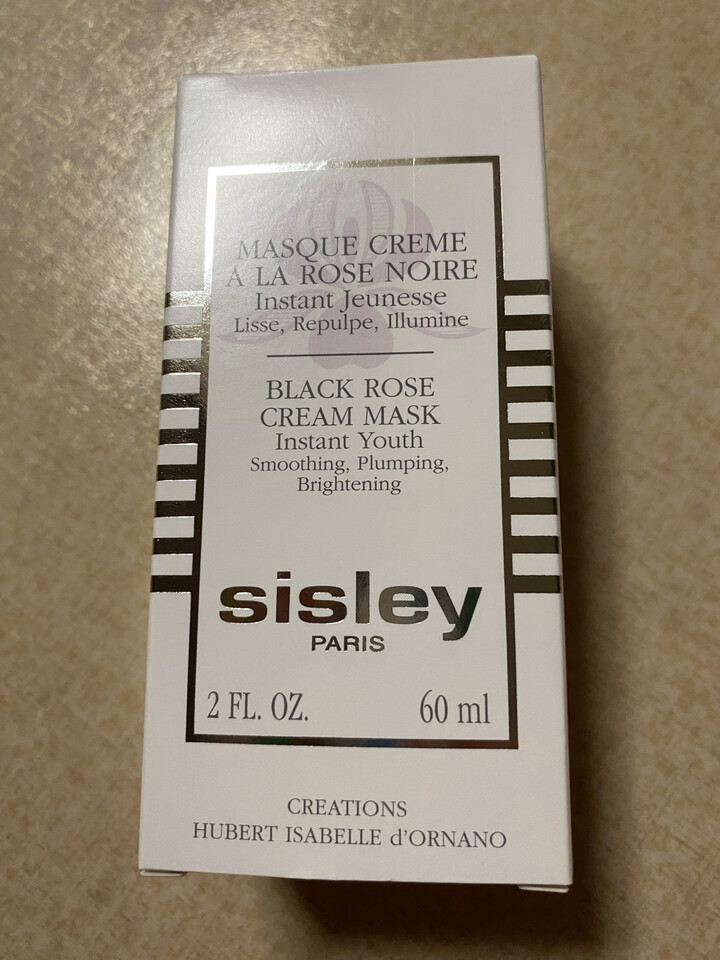 MASQUE CREME
A LA ROSE NOIRE
Instant Jeunesse
Lisse, Repulpe, Illumine
BLACK ROSE
CREAM MASK
Instant Youth
Smoothing, Plumping,
Brightening
sisley
PARIS
2 FL. OZ. 60 ml
CREATIONS
HUBERT ISABELLE d'ORNANO